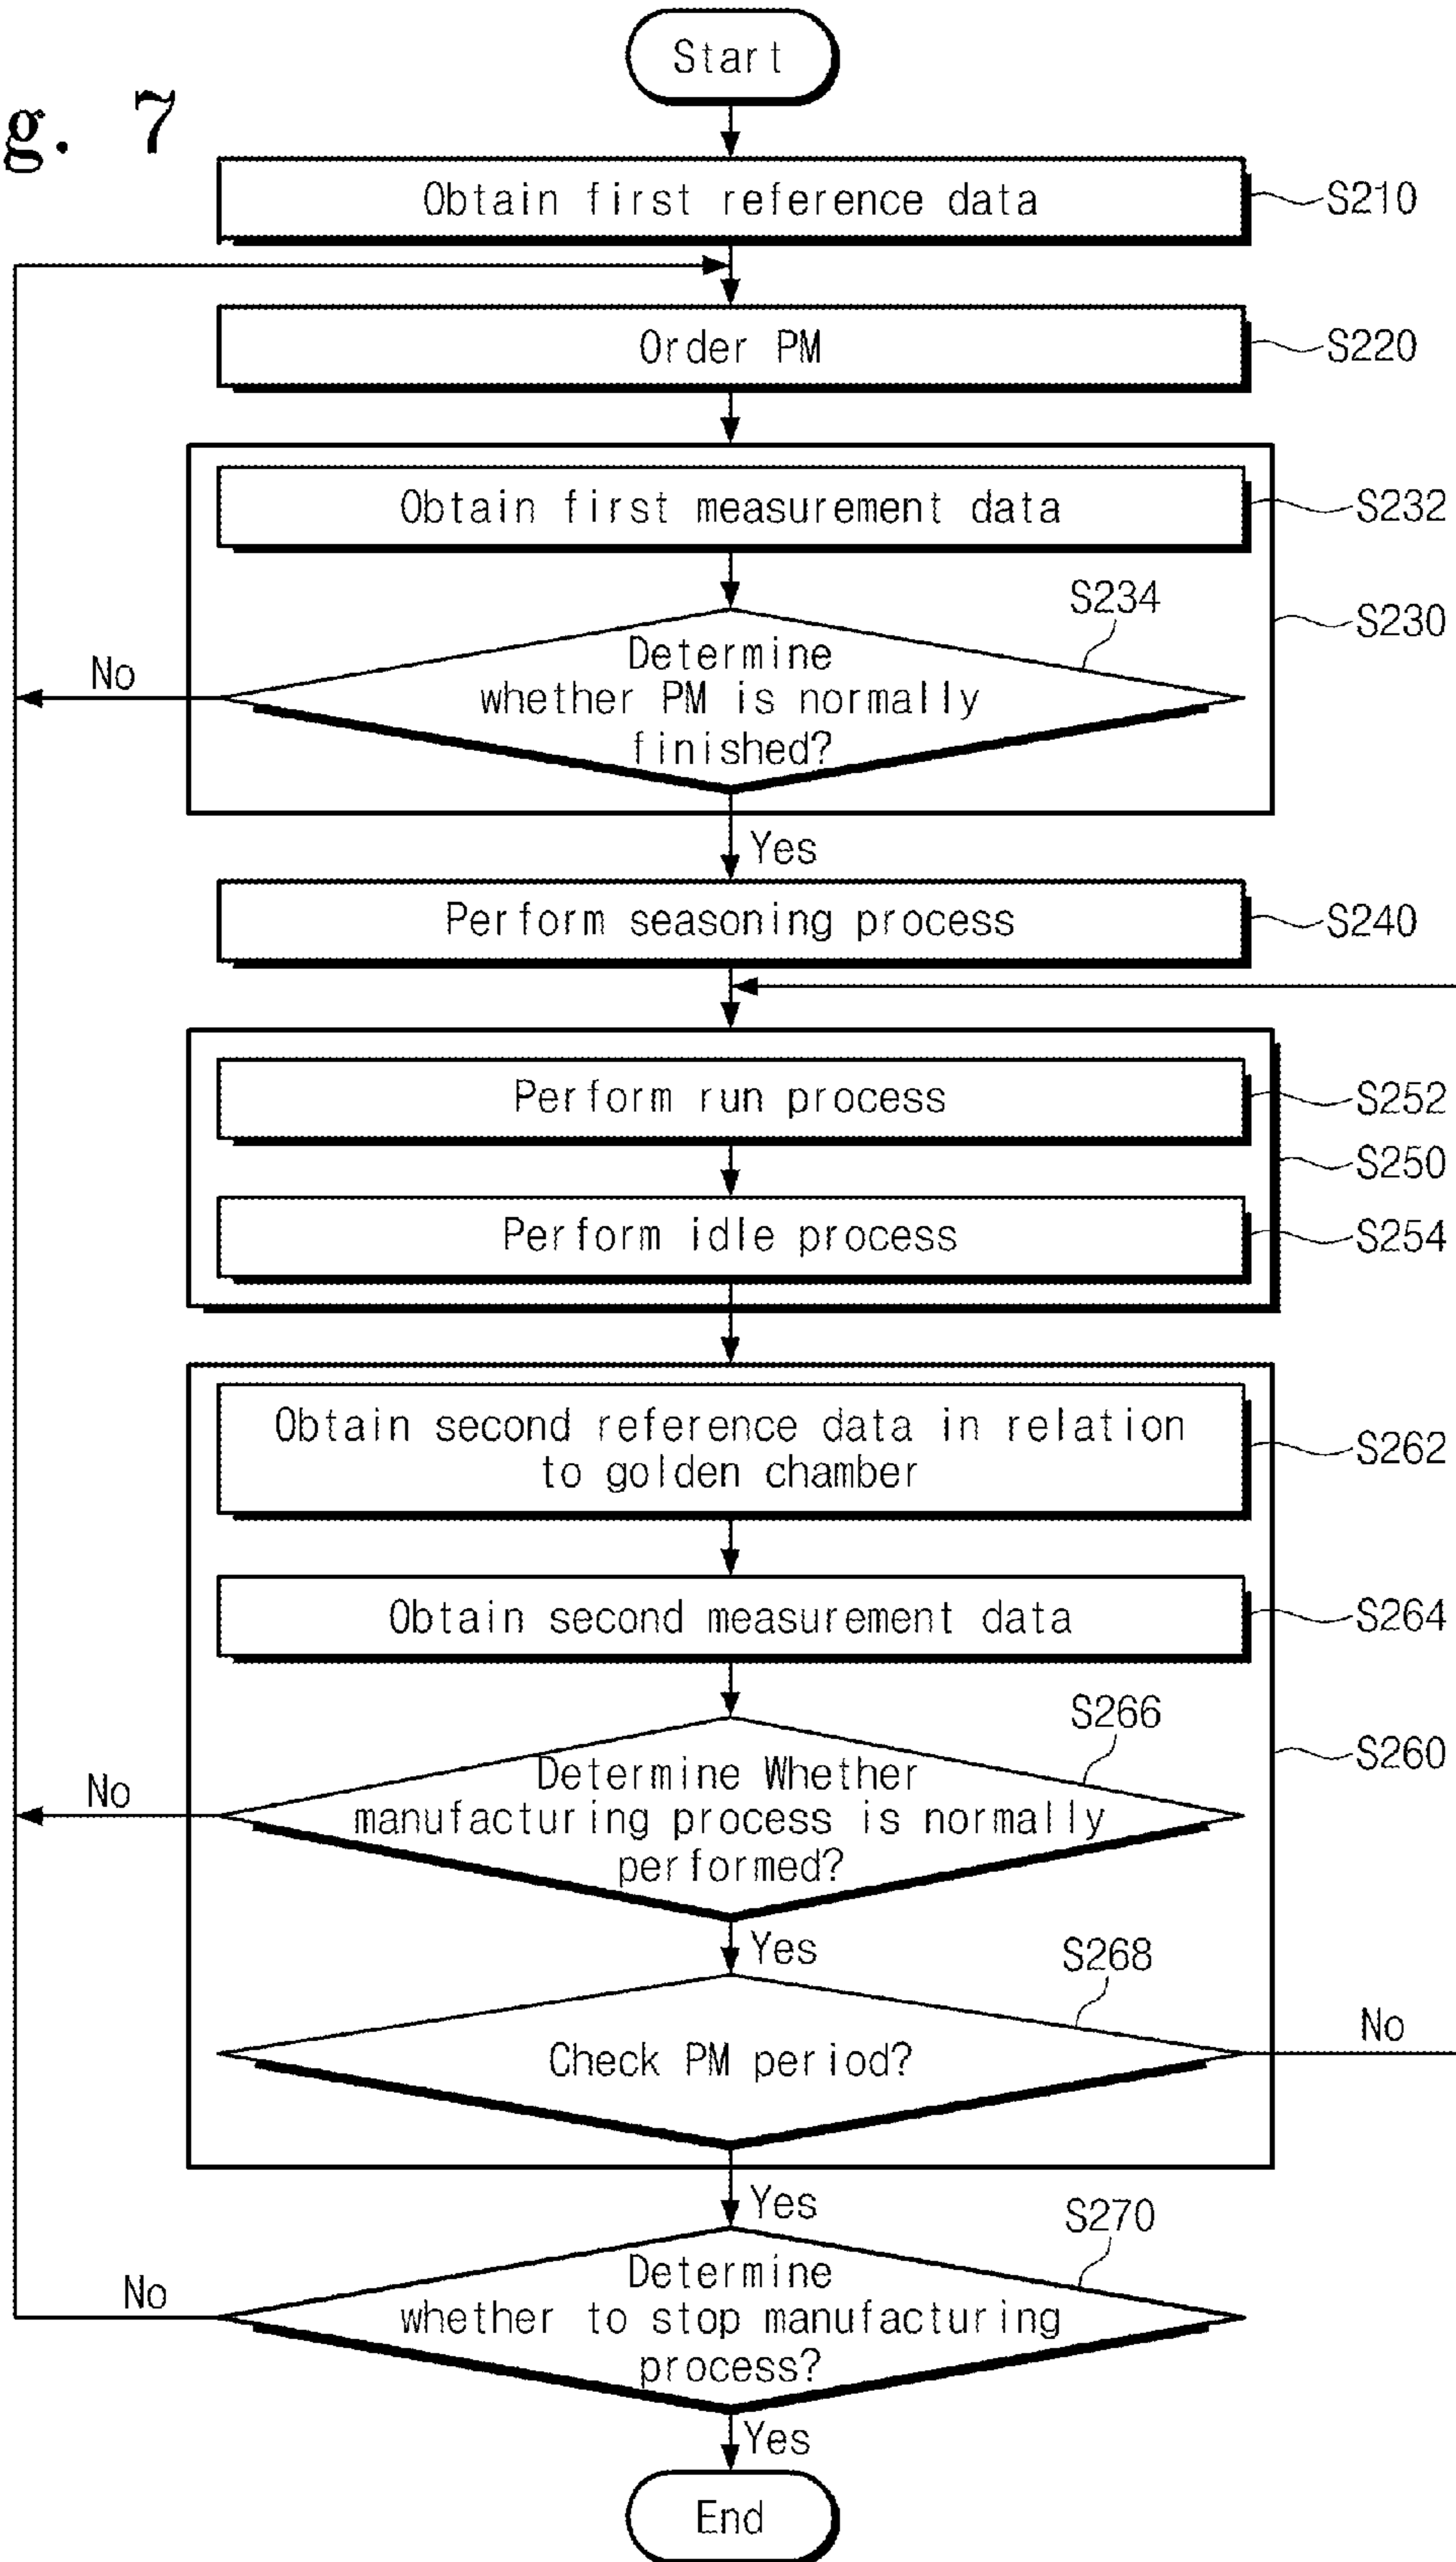 Start
g. 7
Obtain first reference data
S210
Order PM
S220
Obtain first measurement data
S232
S234
Determine
whether PM is normally
finished?
S230
No
Yes
Perform seasoning process
S240
Perform run process
S252
S250
Perform idle process
S254
Obtain second reference data in relation
to golden chamber
S262
Obtain second measurement data
S264
S266
Determine Whether
manufacturing process is normally
performed?
S260
No
Yes
S268
Check PM period?
No
Yes
S270
Determine
whether to stop manufacturing
process?
No
Yes
End